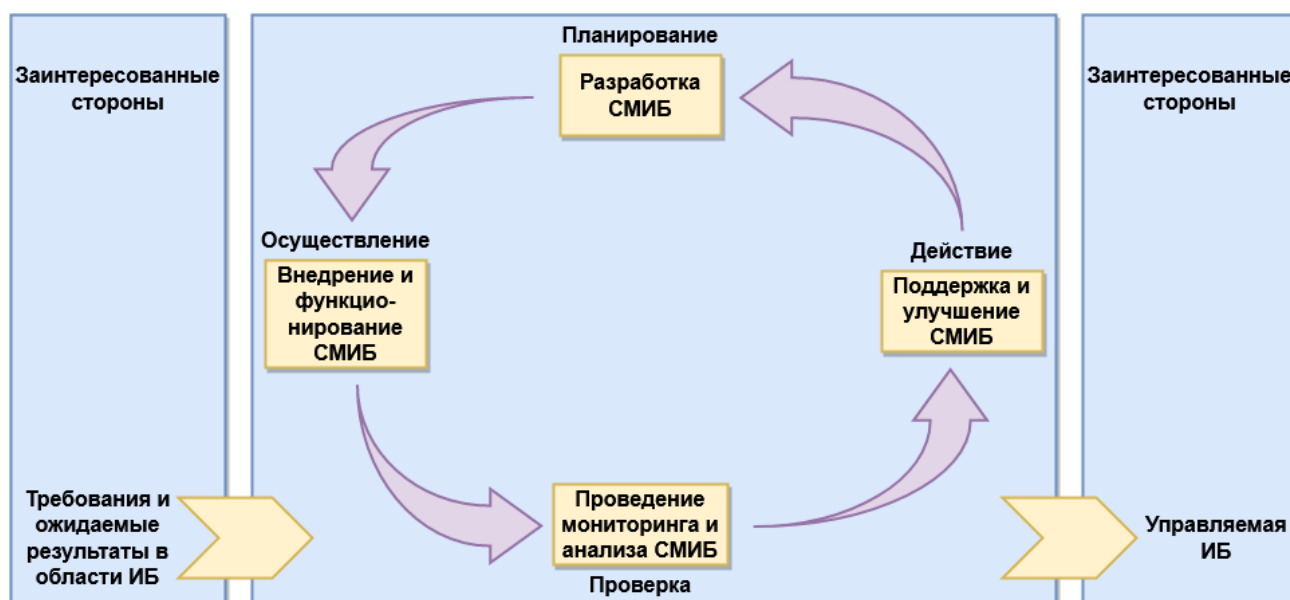 Заинтересованные
стороны
Требования и
ожидаемые
результаты в
области ИБ
Планирование
Разработка
СМИБ
Осуществление
Внедрение и
функцио-
нирование
СМИБ
Действие
Поддержка и
улучшение
СМИБ
Проведение
мониторинга и
анализа СМИБ
Проверка
Заинтересованные
стороны
Управляемая
ИБ